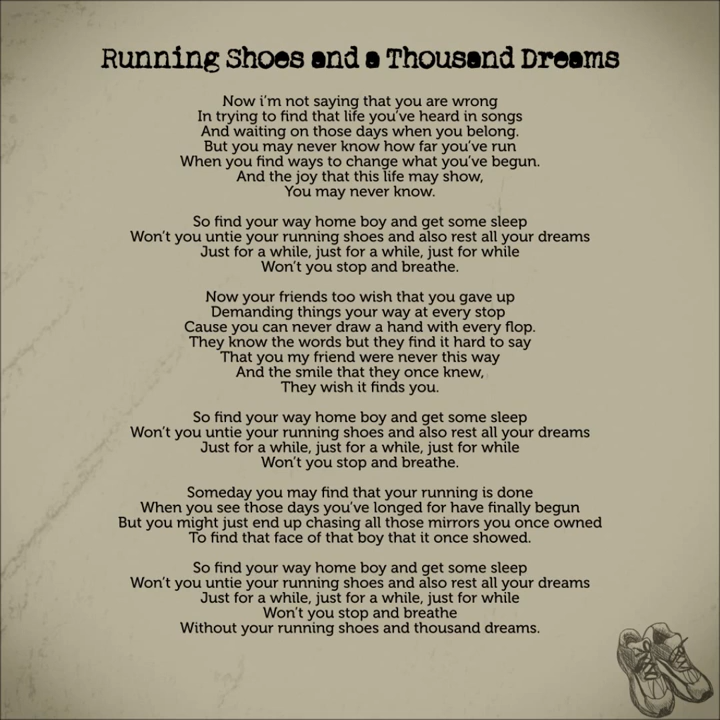 Running Shoes and a Thousand Dreams
Now i'm not saying that you are wrong
In trying to find that life you've heard in songs
And waiting on those days when you belong.
But you may never know how far you've run
When you find ways to change what you've begun.
And the joy that this life may show,
You may never know.
So find your way home boy and get some sleep
Won't you untie your running shoes and also rest all your dreams
Just for a while, just for a while, just for while
Won't you stop and breathe.
Now your friends too wish that you gave up
Demanding things your way at every stop
Cause you can never draw a hand with every flop.
They know the words but they find it hard to say
That you my friend were never this way
And the smile that they once knew,
They wish it finds you.
So find your way home boy and get some sleep
Won't you untie your running shoes and also rest all your dreams
Just for a while, just for a while, just for while
Won't you stop and breathe.
Someday you may find that your running is done
When you see those days you've longed for have finally begun
But you might just end up chasing all those mirrors you once owned
To find that face of that boy that it once showed.
So find your way home boy and get some sleep
Won't you untie your running shoes and also rest all your dreams
Just for a while, just for a while, just for while
Won't you stop and breathe
Without your running shoes and thousand dreams.